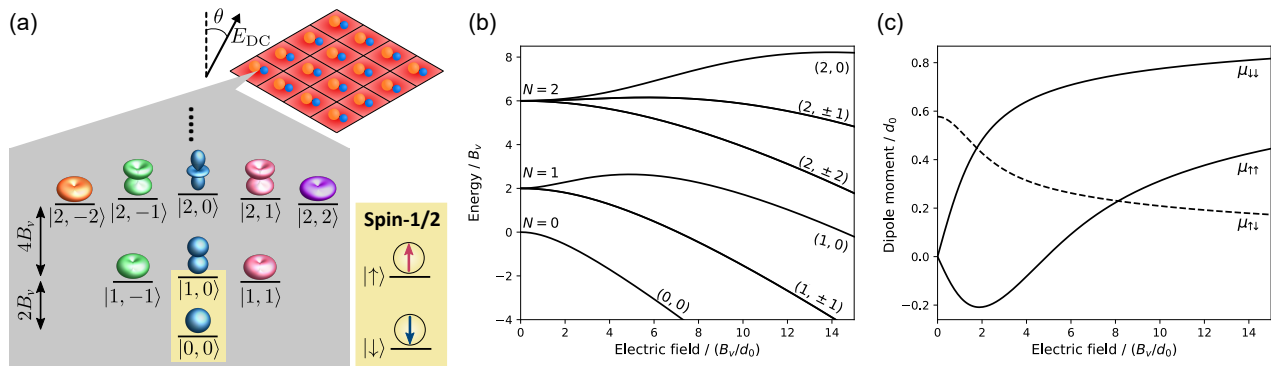 (a)
θ
E_DC
|2, −2⟩
|2, −1⟩
|2, 0⟩
|2, 1⟩
|2, 2⟩
4B_v
|1, −1⟩
|1, 0⟩
|1, 1⟩
2B_v
|0, 0⟩
Spin-1/2
|↑⟩
|↓⟩
(b)
Energy / B_v
8
6
4
2
0
−2
−4
N = 2
N = 1
N = 0
(2, 0)
(2, ±1)
(2, ±2)
(1, 0)
(1, ±1)
(0, 0)
0 2 4 6 8 10 12 14
Electric field / (B_v/d_0)
(c)
Dipole moment / d_0
0.8
0.6
0.4
0.2
0.0
−0.2
μ_↓↓
μ_↑↑
μ_↑↓
0 2 4 6 8 10 12 14
Electric field / (B_v/d_0)